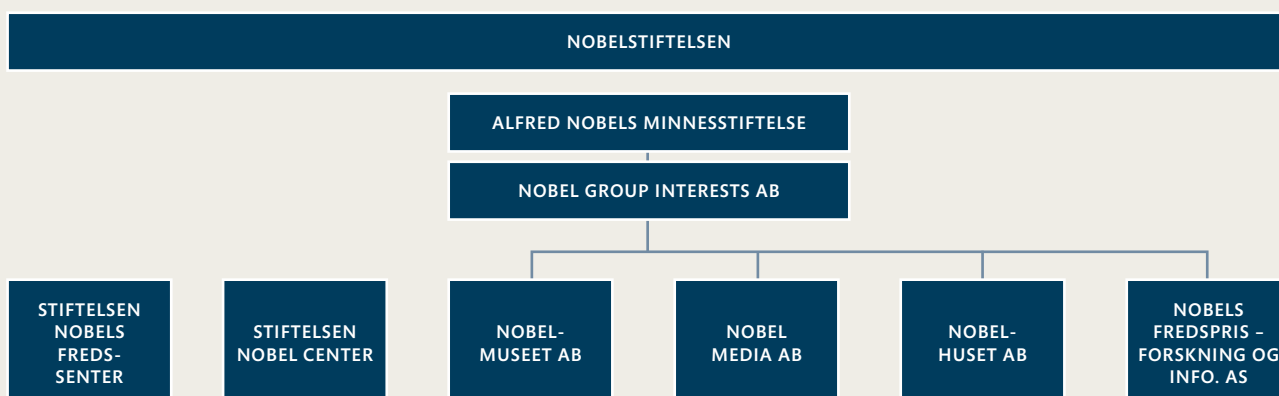 NOBELSTIFTELSEN
ALFRED NOBELS MINNESSTIFTELSE
NOBEL GROUP INTERESTS AB
STIFTELSEN
NOBELS
FREDS-
SENTER
STIFTELSEN
NOBEL CENTER
NOBEL-
MUSEET AB
NOBEL
MEDIA AB
NOBEL-
HUSET AB
NOBELS
FREDSPRIS –
FORSKNING OG
INFO. AS